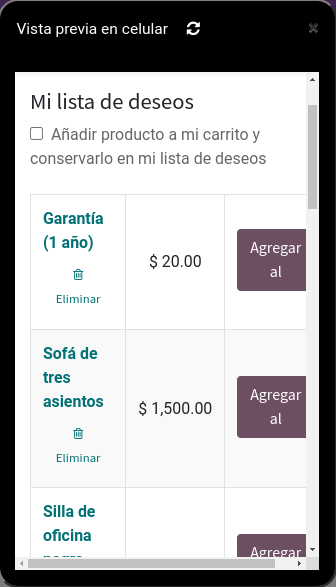 Vista previa en celular
Mi lista de deseos
Añadir producto a mi carrito y
conservarlo en mi lista de deseos
Garantía
(1 año)
Eliminar
$ 20.00
Agregar
al
Sofá de
tres
asientos
Eliminar
$ 1,500.00
Agregar
al
Silla de
oficina
Agregar